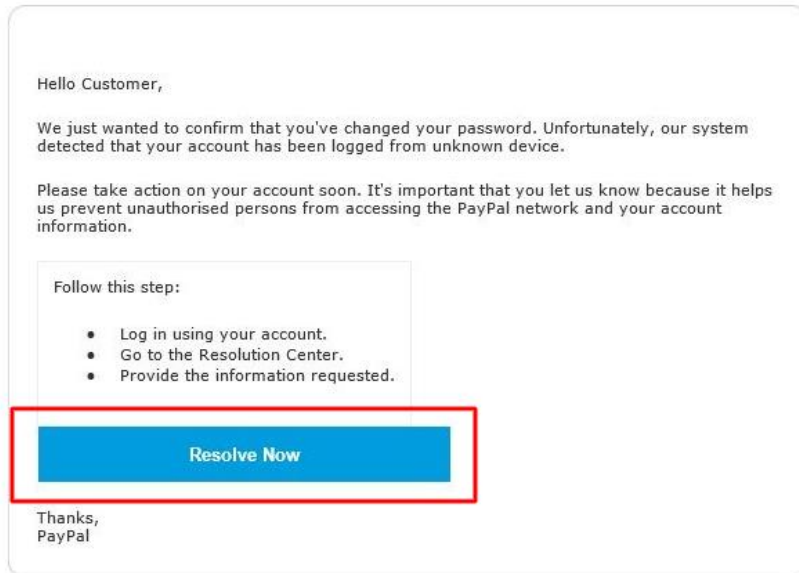 Hello Customer,
We just wanted to confirm that you've changed your password. Unfortunately, our system
detected that your account has been logged from unknown device.
Please take action on your account soon. It's important that you let us know because it helps
us prevent unauthorised persons from accessing the PayPal network and your account
information.
Follow this step:
● Log in using your account.
● Go to the Resolution Center.
● Provide the information requested.
Resolve Now
Thanks,
PayPal